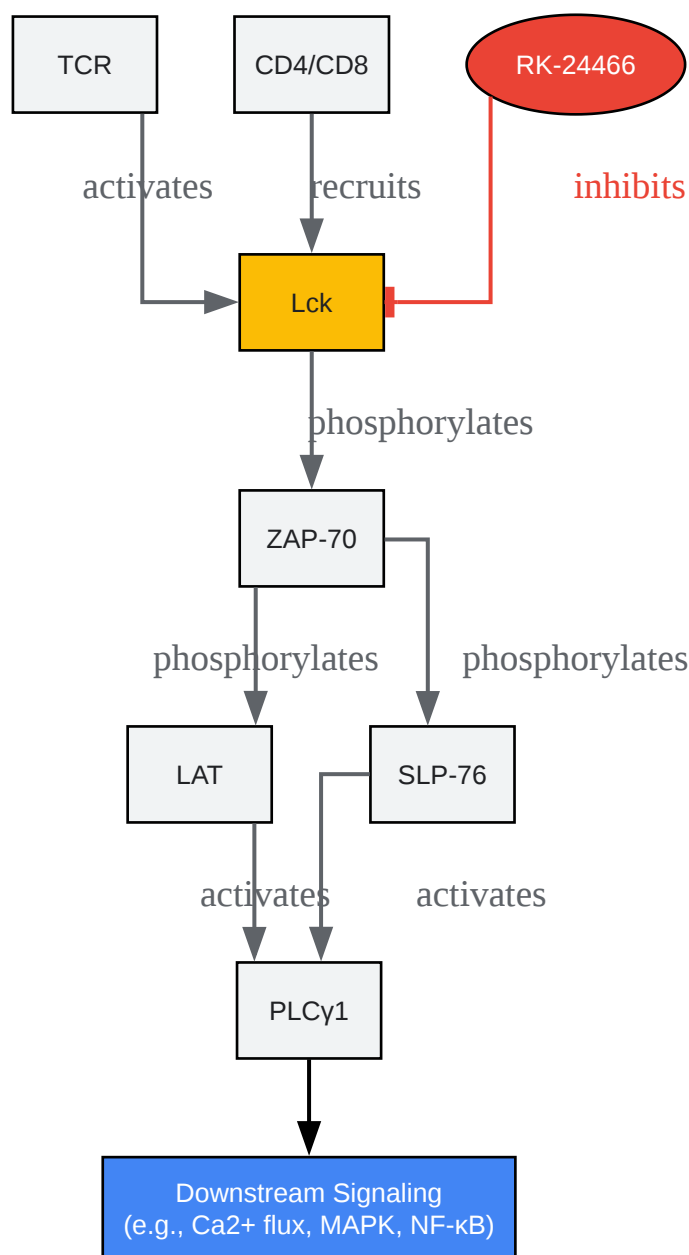 TCR
CD4/CD8
RK-24466
activates
recruits
inhibits
Lck
phosphorylates
ZAP-70
phosphorylates
phosphorylates
LAT
SLP-76
activates
activates
PLCγ1
Downstream Signaling
(e.g., Ca2+ flux, MAPK, NF-κB)